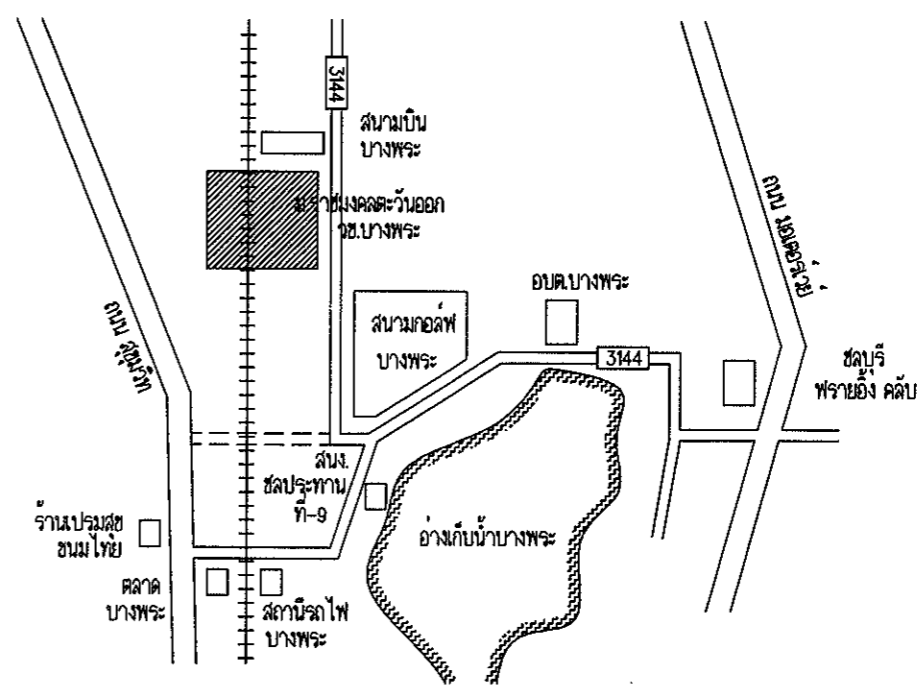 3144
สนามบิน
บางพระ
ม.ราชมงคลตะวันออก
วข.บางพระ
ถนน มอเตอร์เวย์
อบต.บางพระ
สนามกอล์ฟ
บางพระ
3144
ถนน สุขุมวิท
ชลบุรี
ฟรายอิ้ง คลับ
สนง.
ชลประทาน
ที่-9
ร้านเปรมสุข
ขนมไทย
อ่างเก็บน้ำบางพระ
ตลาด
บางพระ
สถานีรถไฟ
บางพระ